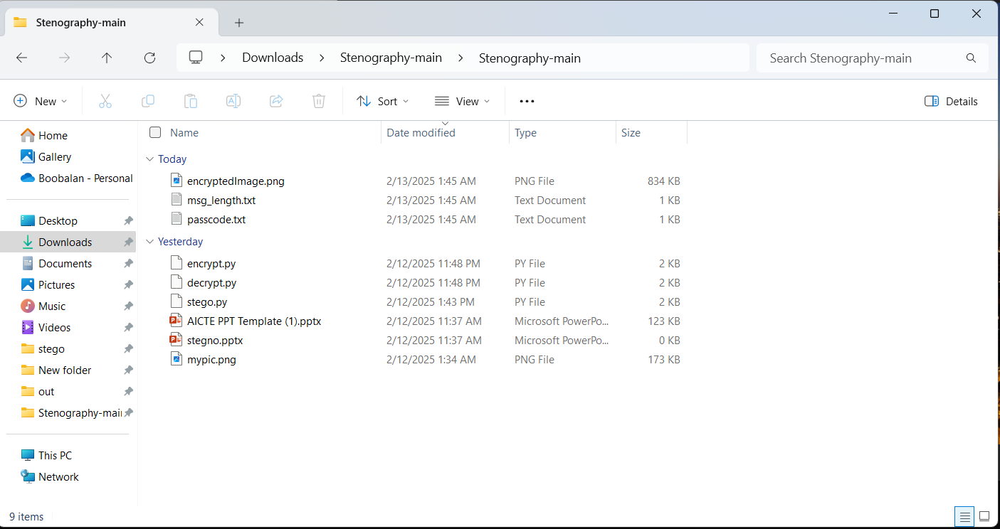 Stenography-main
Downloads Stenography-main Stenography-main Search Stenography-main
New Sort View Details
Home
Gallery
Boobalan - Personal
Desktop
Downloads
Documents
Pictures
Music
Videos
stego
New folder
out
Stenography-mai
This PC
Network
Name Date modified Type Size
Today
encryptedImage.png 2/13/2025 1:45 AM PNG File 834 KB
msg_length.txt 2/13/2025 1:45 AM Text Document 1 KB
passcode.txt 2/13/2025 1:45 AM Text Document 1 KB
Yesterday
encrypt.py 2/12/2025 11:48 PM PY File 2 KB
decrypt.py 2/12/2025 11:48 PM PY File 2 KB
stego.py 2/12/2025 1:43 PM PY File 2 KB
AICTE PPT Template (1).pptx 2/12/2025 11:37 AM Microsoft PowerPo... 123 KB
stegno.pptx 2/12/2025 11:37 AM Microsoft PowerPo... 0 KB
mypic.png 2/12/2025 1:34 AM PNG File 173 KB
9 items